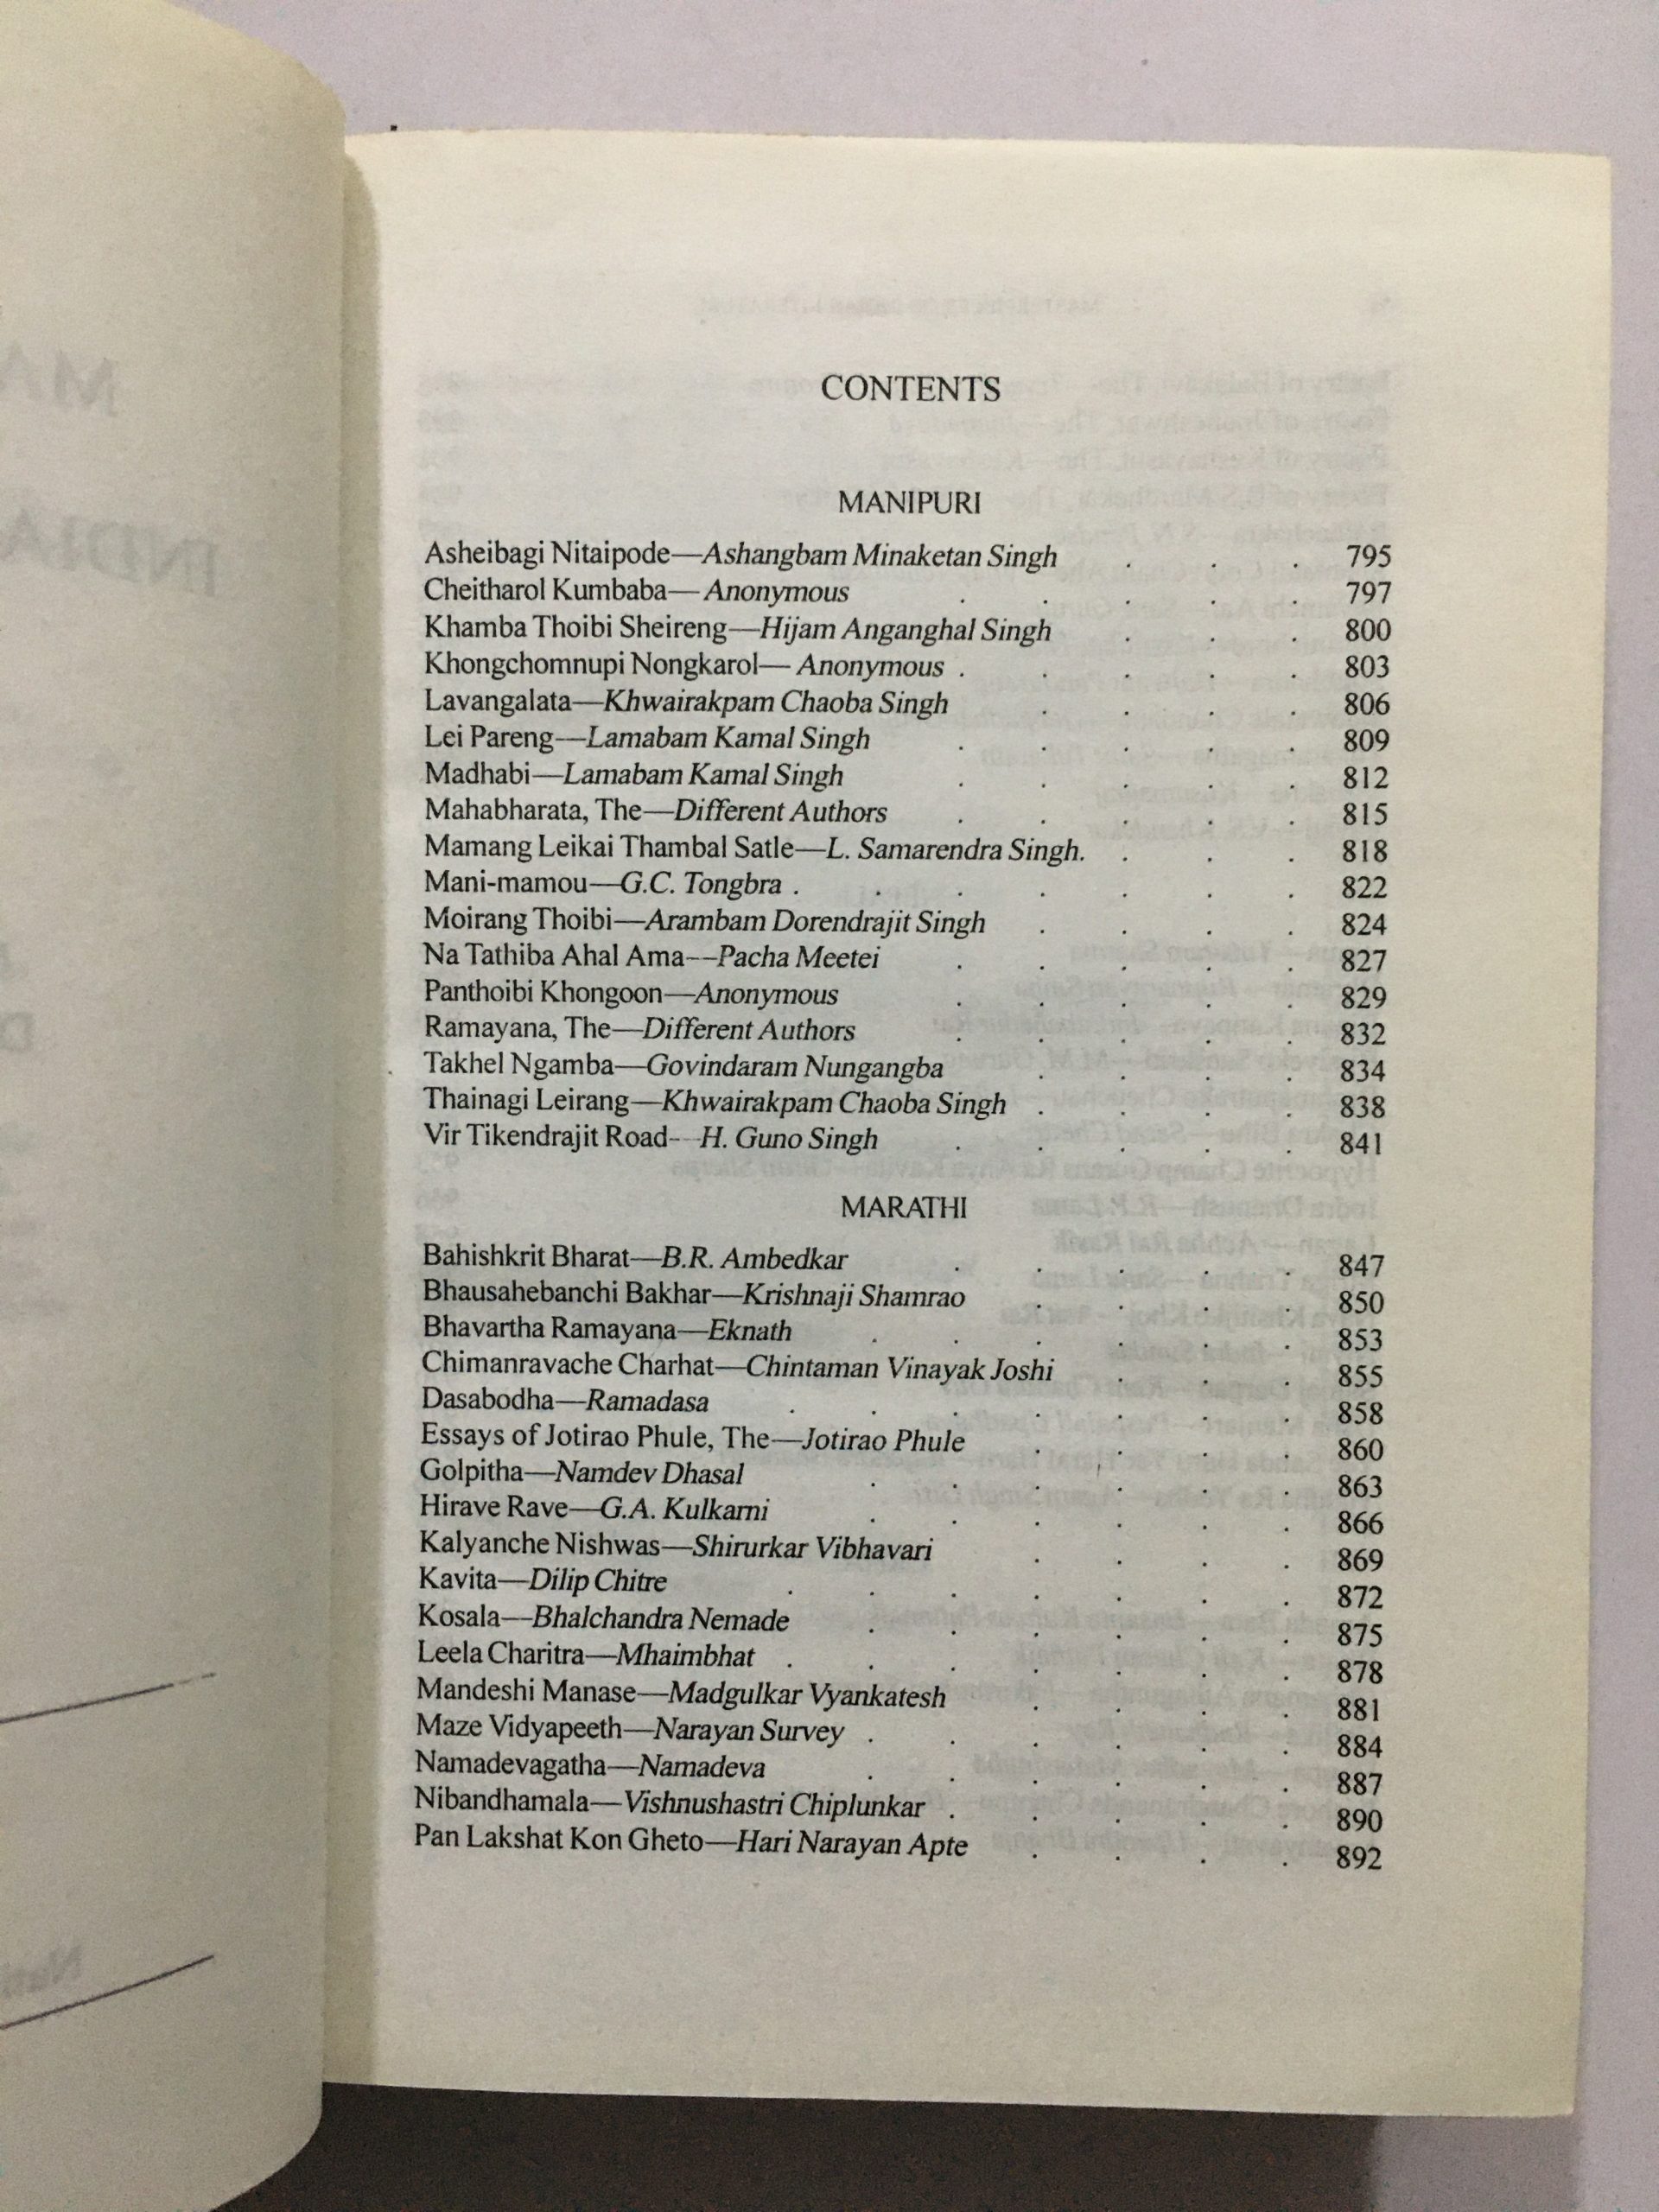 CONTENTS
MANIPURI
Asheibagi Nitaipode—Ashangbam Minaketan Singh . . . 795
Cheitharol Kumbaba—Anonymous . . . . . 797
Khamba Thoibi Sheireng—Hijam Anganghal Singh . . . 800
Khongchomnupi Nongkarol—Anonymous . . . . . 803
Lavangalata—Khwairakpam Chaoba Singh . . . . 806
Lei Pareng—Lamabam Kamal Singh . . . . . 809
Madhabi—Lamabam Kamal Singh . . . . . 812
Mahabharata, The—Different Authors . . . . . 815
Mamang Leikai Thambal Satle—L. Samarendra Singh. . . . 818
Mani-mamou—G.C. Tongbra . . . . . . . 822
Moirang Thoibi—Arambam Dorendrajit Singh . . . . 824
Na Tathiba Ahal Ama—Pacha Meetei . . . . . 827
Panthoibi Khongoon—Anonymous . . . . . 829
Ramayana, The—Different Authors . . . . . 832
Takhel Ngamba—Govindaram Nungangba . . . . 834
Thainagi Leirang—Khwairakpam Chaoba Singh . . . . 838
Vir Tikendrajit Road—H. Guno Singh . . . . . 841
MARATHI
Bahishkrit Bharat—B.R. Ambedkar . . . . . 847
Bhausahebanchi Bakhar—Krishnaji Shamrao . . . . 850
Bhavartha Ramayana—Eknath . . . . . . 853
Chimanravache Charhat—Chintaman Vinayak Joshi . . . 855
Dasabodha—Ramadasa . . . . . . . 858
Essays of Jotirao Phule, The—Jotirao Phule . . . . 860
Golpitha—Namdev Dhasal . . . . . . 863
Hirave Rave—G.A. Kulkarni . . . . . . 866
Kalyanche Nishwas—Shirurkar Vibhavari . . . . 869
Kavita—Dilip Chitre . . . . . . . 872
Kosala—Bhalchandra Nemade . . . . . . 875
Leela Charitra—Mhaimbhat . . . . . . . 878
Mandeshi Manase—Madgulkar Vyankatesh . . . . 881
Maze Vidyapeeth—Narayan Survey . . . . . . 884
Namadevagatha—Namadeva . . . . . . 887
Nibandhamala—Vishnushastri Chiplunkar . . . . . 890
Pan Lakshat Kon Gheto—Hari Narayan Apte . . . . 892